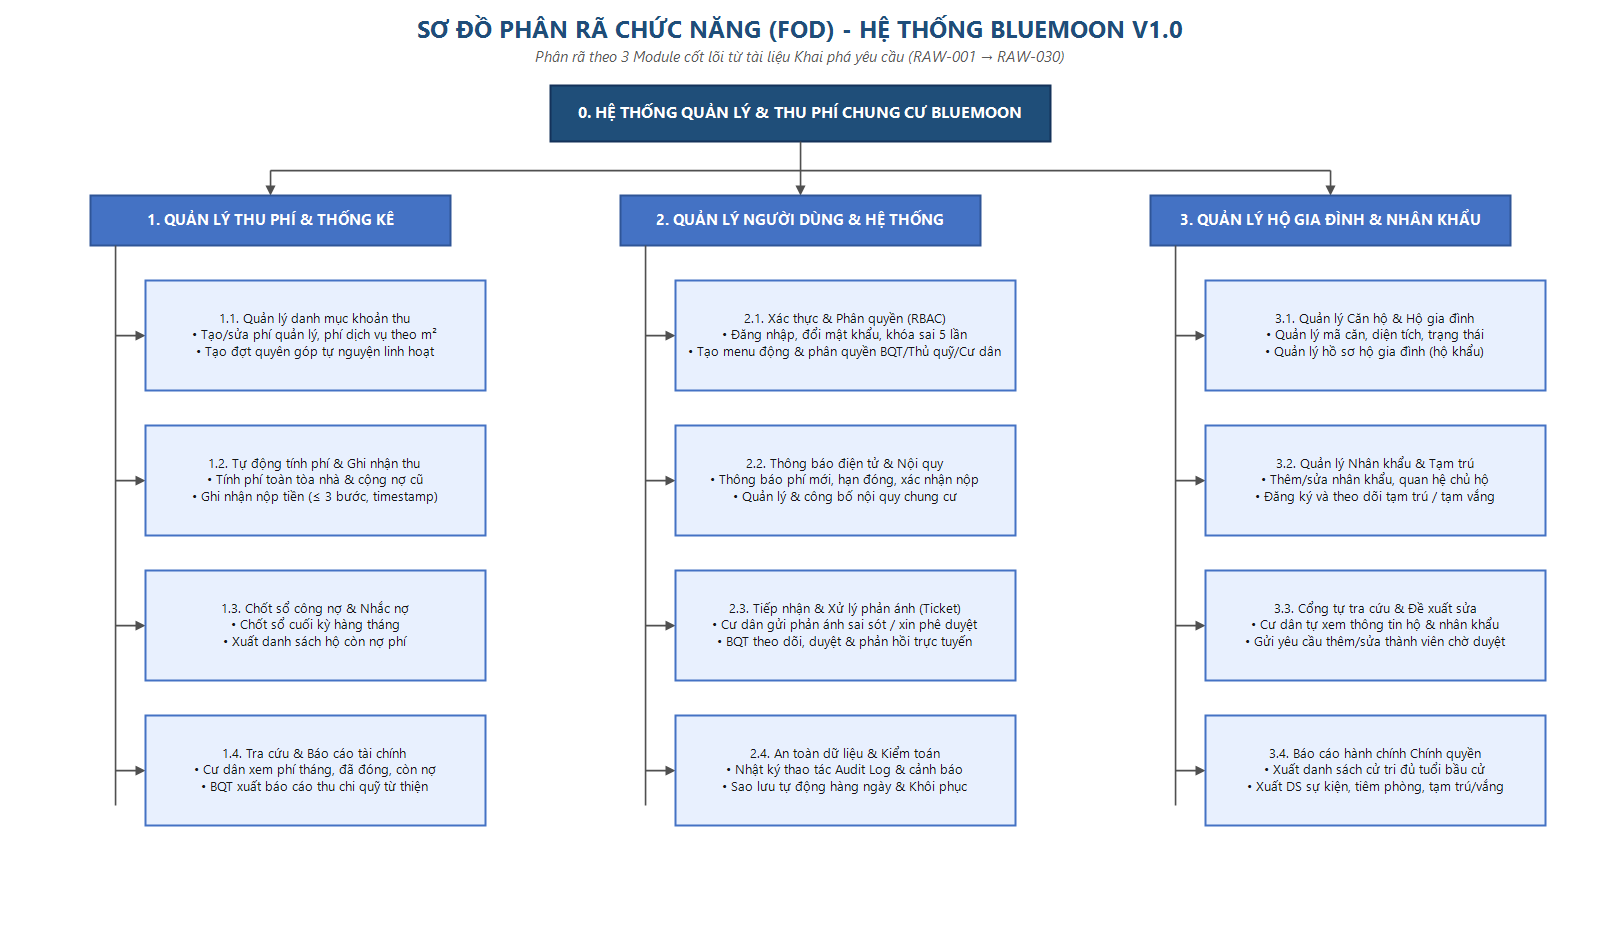 SƠ ĐỒ PHÂN RÃ CHỨC NĂNG (FOD) - HỆ THỐNG BLUEMOON V1.0
Phân rã theo 3 Module cốt lõi từ tài liệu Khai phá yêu cầu (RAW-001 → RAW-030)
0. HỆ THỐNG QUẢN LÝ & THU PHÍ CHUNG CƯ BLUEMOON
1. QUẢN LÝ THU PHÍ & THỐNG KÊ
1.1. Quản lý danh mục khoản thu
• Tạo/sửa phí quản lý, phí dịch vụ theo m²
• Tạo đợt quyên góp tự nguyện linh hoạt
1.2. Tự động tính phí & Ghi nhận thu
• Tính phí toàn tòa nhà & cộng nợ cũ
• Ghi nhận nộp tiền (≤ 3 bước, timestamp)
1.3. Chốt sổ công nợ & Nhắc nợ
• Chốt sổ cuối kỳ hàng tháng
• Xuất danh sách hộ còn nợ phí
1.4. Tra cứu & Báo cáo tài chính
• Cư dân xem phí tháng, đã đóng, còn nợ
• BQT xuất báo cáo thu chi quỹ từ thiện
2. QUẢN LÝ NGƯỜI DÙNG & HỆ THỐNG
2.1. Xác thực & Phân quyền (RBAC)
• Đăng nhập, đổi mật khẩu, khóa sai 5 lần
• Tạo menu động & phân quyền BQT/Thủ quỹ/Cư dân
2.2. Thông báo điện tử & Nội quy
• Thông báo phí mới, hạn đóng, xác nhận nộp
• Quản lý & công bố nội quy chung cư
2.3. Tiếp nhận & Xử lý phản ánh (Ticket)
• Cư dân gửi phản ánh sai sót / xin phê duyệt
• BQT theo dõi, duyệt & phản hồi trực tuyến
2.4. An toàn dữ liệu & Kiểm toán
• Nhật ký thao tác Audit Log & cảnh báo
• Sao lưu tự động hàng ngày & Khôi phục
3. QUẢN LÝ HỘ GIA ĐÌNH & NHÂN KHẨU
3.1. Quản lý Căn hộ & Hộ gia đình
• Quản lý mã căn, diện tích, trạng thái
• Quản lý hồ sơ hộ gia đình (hộ khẩu)
3.2. Quản lý Nhân khẩu & Tạm trú
• Thêm/sửa nhân khẩu, quan hệ chủ hộ
• Đăng ký và theo dõi tạm trú / tạm vắng
3.3. Cổng tự tra cứu & Đề xuất sửa
• Cư dân tự xem thông tin hộ & nhân khẩu
• Gửi yêu cầu thêm/sửa thành viên chờ duyệt
3.4. Báo cáo hành chính Chính quyền
• Xuất danh sách cử tri đủ tuổi bầu cử
• Xuất DS sự kiện, tiêm phòng, tạm trú/vắng